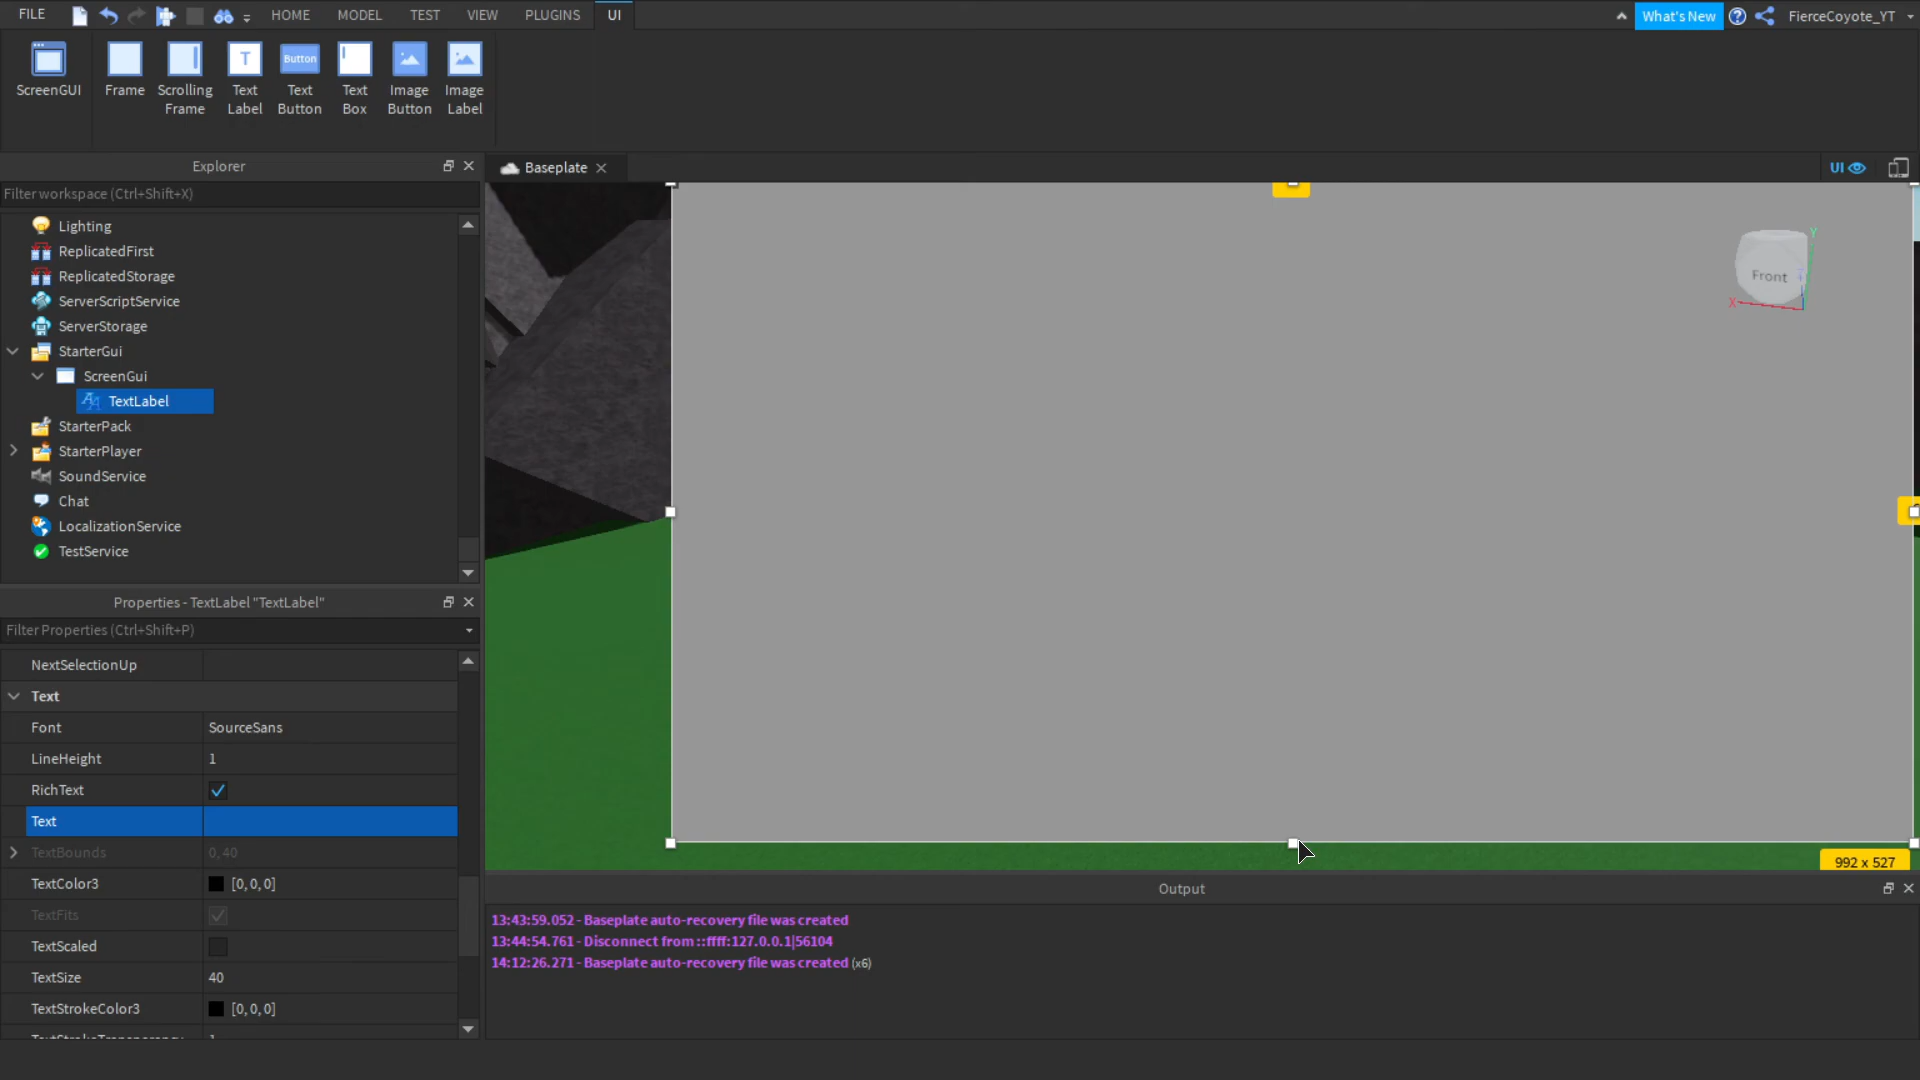 FILE
HOME
MODEL
TEST
VIEW
PLUGINS
UI
What's New
FierceCoyote_YT
ScreenGUI
Frame
Scrolling
Frame
T
Text
Label
Button
Text
Button
Text
Box
Image
Button
Image
Label
Explorer
Filter workspace (Ctrl+Shift+X)
Lighting
ReplicatedFirst
ReplicatedStorage
ServerScriptService
ServerStorage
StarterGui
ScreenGui
TextLabel
StarterPack
StarterPlayer
SoundService
Chat
LocalizationService
TestService
Properties - TextLabel "TextLabel"
Filter Properties (Ctrl+Shift+P)
NextSelectionUp
Text
Font SourceSans
LineHeight 1
RichText
Text
TextBounds 0, 40
TextColor3 [0, 0, 0]
TextFits
TextScaled
TextSize 40
TextStrokeColor3 [0, 0, 0]
Baseplate
UI
Y
Front
X
992 x 527
Output
13:43:59.052 - Baseplate auto-recovery file was created
13:44:54.761 - Disconnect from ::ffff:127.0.0.1|56104
14:12:26.271 - Baseplate auto-recovery file was created (x6)